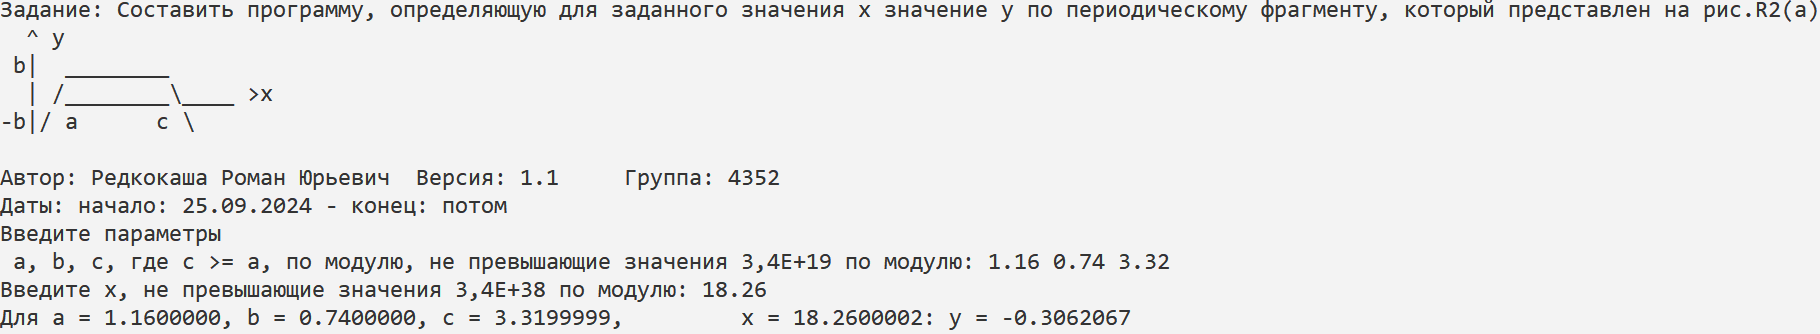 Задание: Составить программу, определяющую для заданного значения x значение y по периодическому фрагменту, который представлен на рис.R2(а)
  ^ y
 b|  ________
  | /________\____ >x
-b|/ a      c \
Автор: Редкокаша Роман Юрьевич  Версия: 1.1     Группа: 4352
Даты: начало: 25.09.2024 - конец: потом
Введите параметры
 a, b, c, где c >= a, по модулю, не превышающие значения 3,4E+19 по модулю: 1.16 0.74 3.32
Введите x, не превышающие значения 3,4E+38 по модулю: 18.26
Для a = 1.1600000, b = 0.7400000, c = 3.3199999,         x = 18.2600002: y = -0.3062067